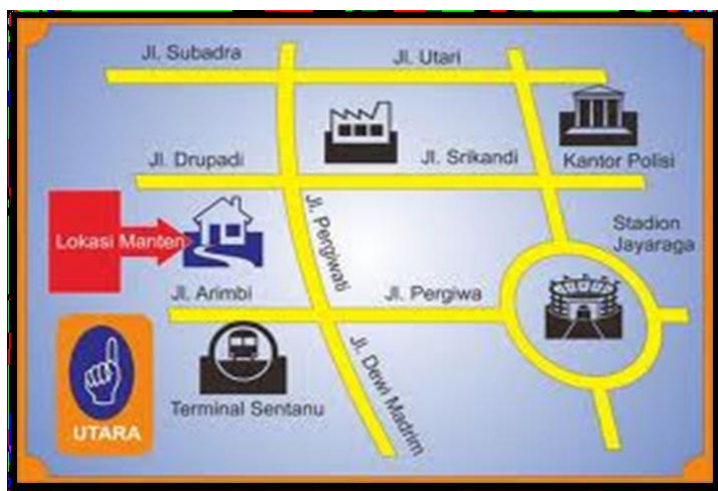 Jl. Subadra
Jl. Utari
Jl. Drupadi
Jl. Srikandi
Kantor Polisi
Jl. Pergiwati
Stadion
Jayaraga
Lokasi Manten
Jl. Arimbi
Jl. Pergiwa
Jl. Dewi Madrim
Terminal Sentanu
UTARA